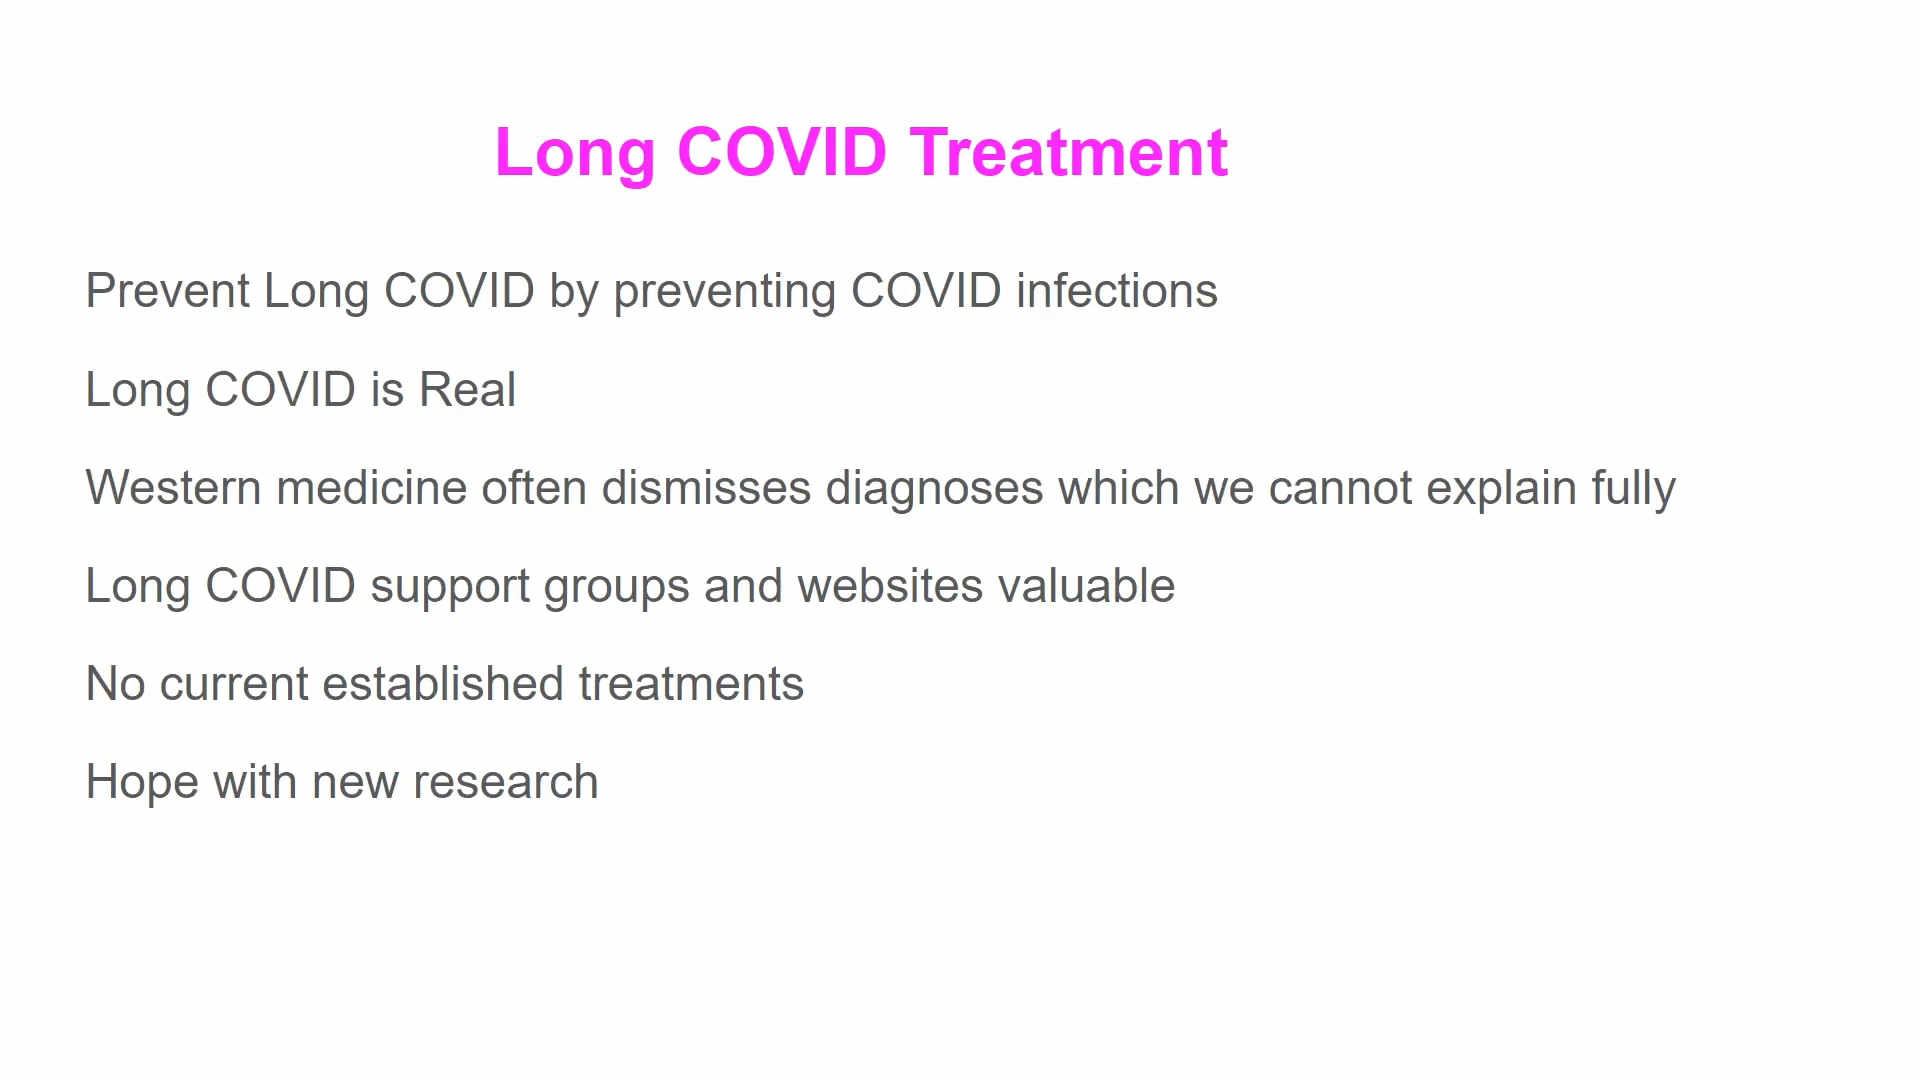 Long COVID Treatment
Prevent Long COVID by preventing COVID infections
Long COVID is Real
Western medicine often dismisses diagnoses which we cannot explain fully
Long COVID support groups and websites valuable
No current established treatments
Hope with new research